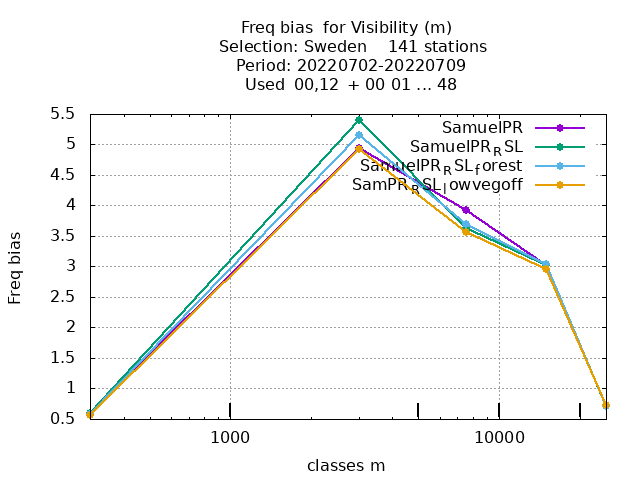 Freq bias  for Visibility (m)
Selection: Sweden    141 stations
Period: 20220702-20220709
Used  00,12  + 00 01 ... 48
SamuelPR
SamuelPR_RSL
SamuelPR_RSL_forest
SamPR_RSL_lowvegoff
5.5
5
4.5
4
3.5
3
2.5
2
1.5
1
0.5
Freq bias
1000
10000
classes m